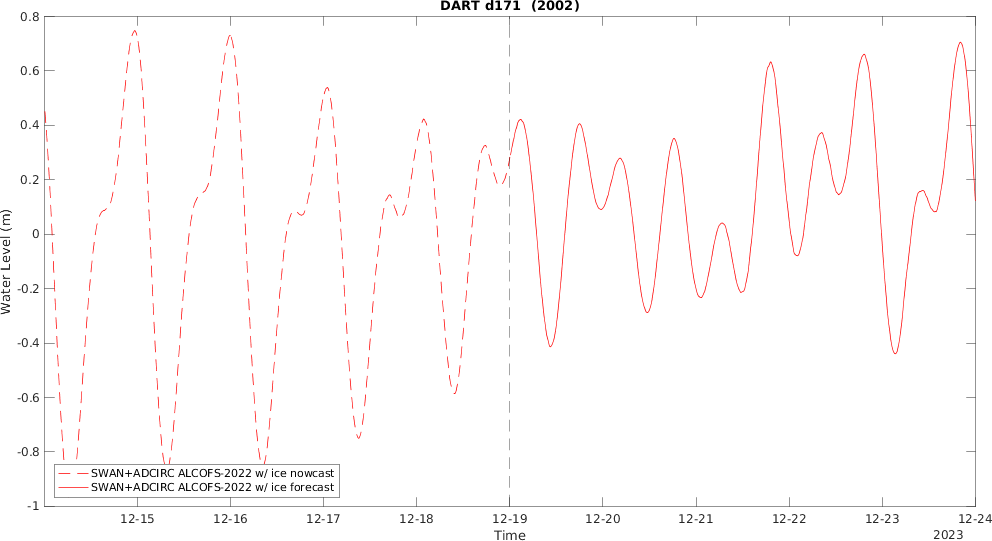 DART d171 (2002)
0.8
0.6
0.4
0.2
0
-0.2
-0.4
-0.6
-0.8
-1
Water Level (m)
SWAN+ADCIRC ALCOFS-2022 w/ ice nowcast
SWAN+ADCIRC ALCOFS-2022 w/ ice forecast
12-15 12-16 12-17 12-18 12-19 12-20 12-21 12-22 12-23 12-24
Time
2023